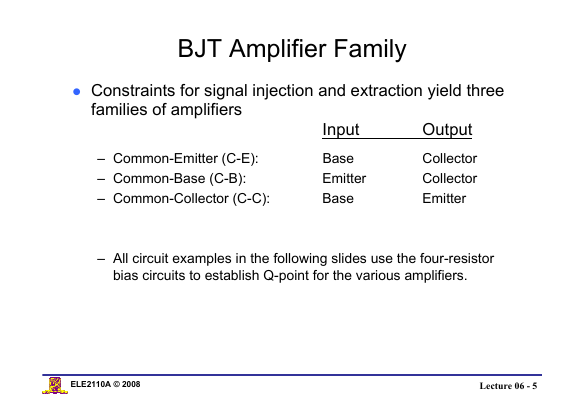 BJT Amplifier Family
● Constraints for signal injection and extraction yield three
families of amplifiers
Input Output
– Common-Emitter (C-E): Base Collector
– Common-Base (C-B): Emitter Collector
– Common-Collector (C-C): Base Emitter
– All circuit examples in the following slides use the four-resistor
bias circuits to establish Q-point for the various amplifiers.
ELE2110A © 2008 Lecture 06 - 5